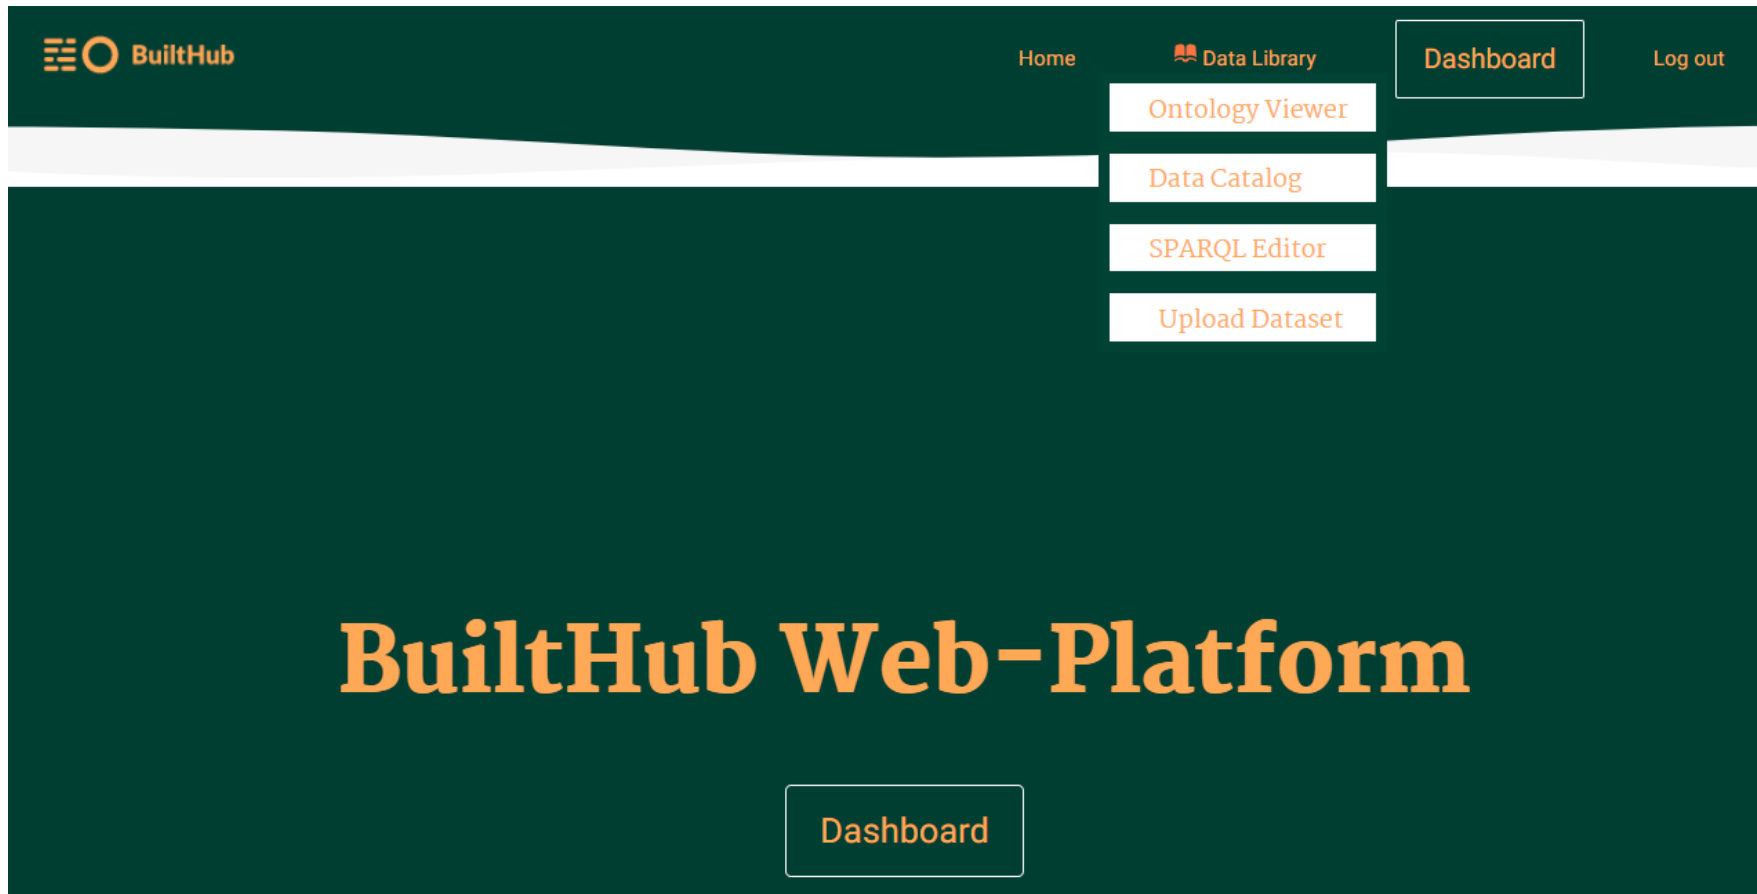 BuiltHub
Home
Data Library
Dashboard
Log out
Ontology Viewer
Data Catalog
SPARQL Editor
Upload Dataset
BuiltHub Web-Platform
Dashboard